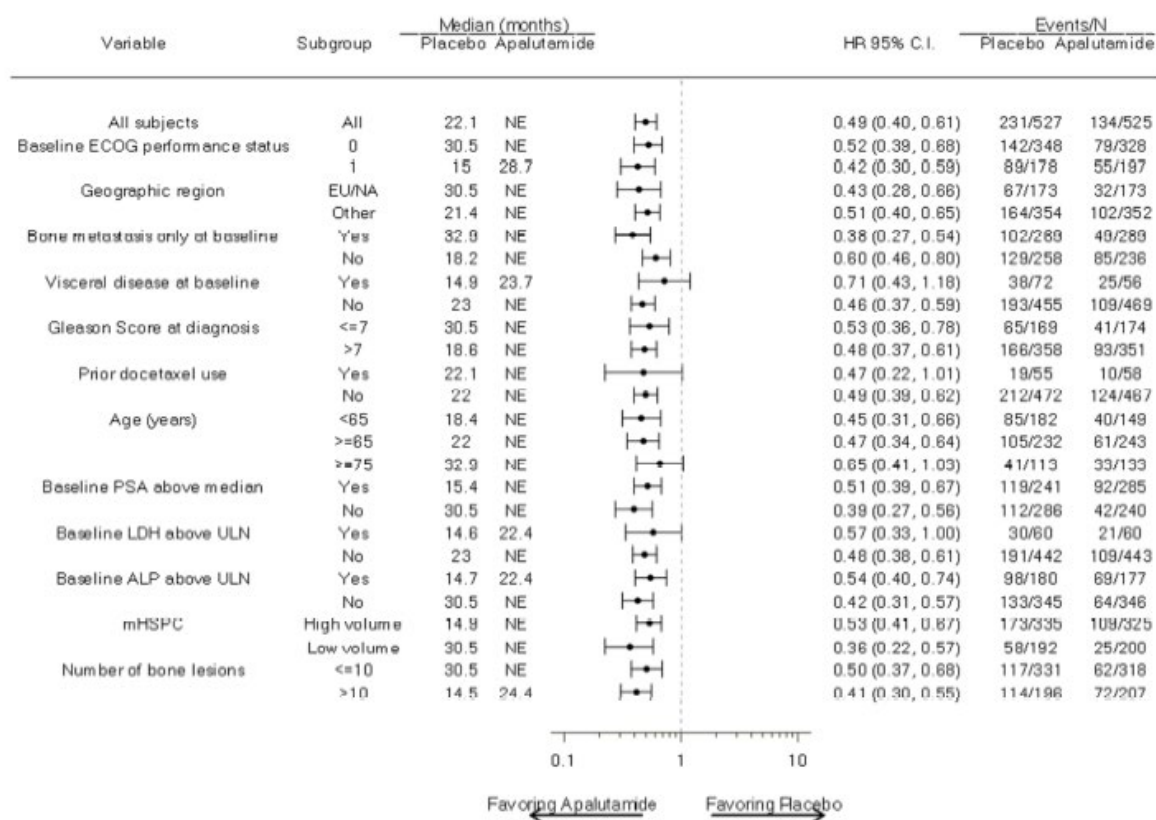 Median (months) Events/N
Variable Subgroup Placebo Apalutamide HR 95% C.I. Placebo Apalutamide
All subjects All 22.1 NE 0.49 (0.40, 0.61) 231/527 134/525
Baseline ECOG performance status 0 30.5 NE 0.52 (0.39, 0.68) 142/348 79/328
1 15 28.7 0.42 (0.30, 0.59) 89/178 55/197
Geographic region EU/NA 30.5 NE 0.43 (0.28, 0.66) 67/173 32/173
Other 21.4 NE 0.51 (0.40, 0.65) 164/354 102/352
Bone metastasis only at baseline Yes 32.9 NE 0.38 (0.27, 0.54) 102/269 49/289
No 18.2 NE 0.60 (0.46, 0.80) 129/258 85/236
Visceral disease at baseline Yes 14.9 23.7 0.71 (0.43, 1.18) 38/72 25/56
No 23 NE 0.46 (0.37, 0.59) 193/455 109/469
Gleason Score at diagnosis <=7 30.5 NE 0.53 (0.36, 0.78) 65/169 41/174
>7 18.6 NE 0.48 (0.37, 0.61) 166/358 93/351
Prior docetaxel use Yes 22.1 NE 0.47 (0.22, 1.01) 19/55 10/58
No 22 NE 0.49 (0.39, 0.62) 212/472 124/467
Age (years) <65 18.4 NE 0.45 (0.31, 0.66) 85/182 40/149
>=65 22 NE 0.47 (0.34, 0.64) 105/232 61/243
>=75 32.9 NE 0.65 (0.41, 1.03) 41/113 33/133
Baseline PSA above median Yes 15.4 NE 0.51 (0.39, 0.67) 119/241 92/285
No 30.5 NE 0.39 (0.27, 0.56) 112/286 42/240
Baseline LDH above ULN Yes 14.6 22.4 0.57 (0.33, 1.00) 30/60 21/60
No 23 NE 0.48 (0.38, 0.61) 191/442 109/443
Baseline ALP above ULN Yes 14.7 22.4 0.54 (0.40, 0.74) 98/180 69/177
No 30.5 NE 0.42 (0.31, 0.57) 133/345 64/346
mHSPC High volume 14.9 NE 0.53 (0.41, 0.67) 173/335 109/325
Low volume 30.5 NE 0.36 (0.22, 0.57) 58/192 25/200
Number of bone lesions <=10 30.5 NE 0.50 (0.37, 0.68) 117/331 62/318
>10 14.5 24.4 0.41 (0.30, 0.55) 114/196 72/207
0.1 1 10
Favoring Apalutamide Favoring Placebo